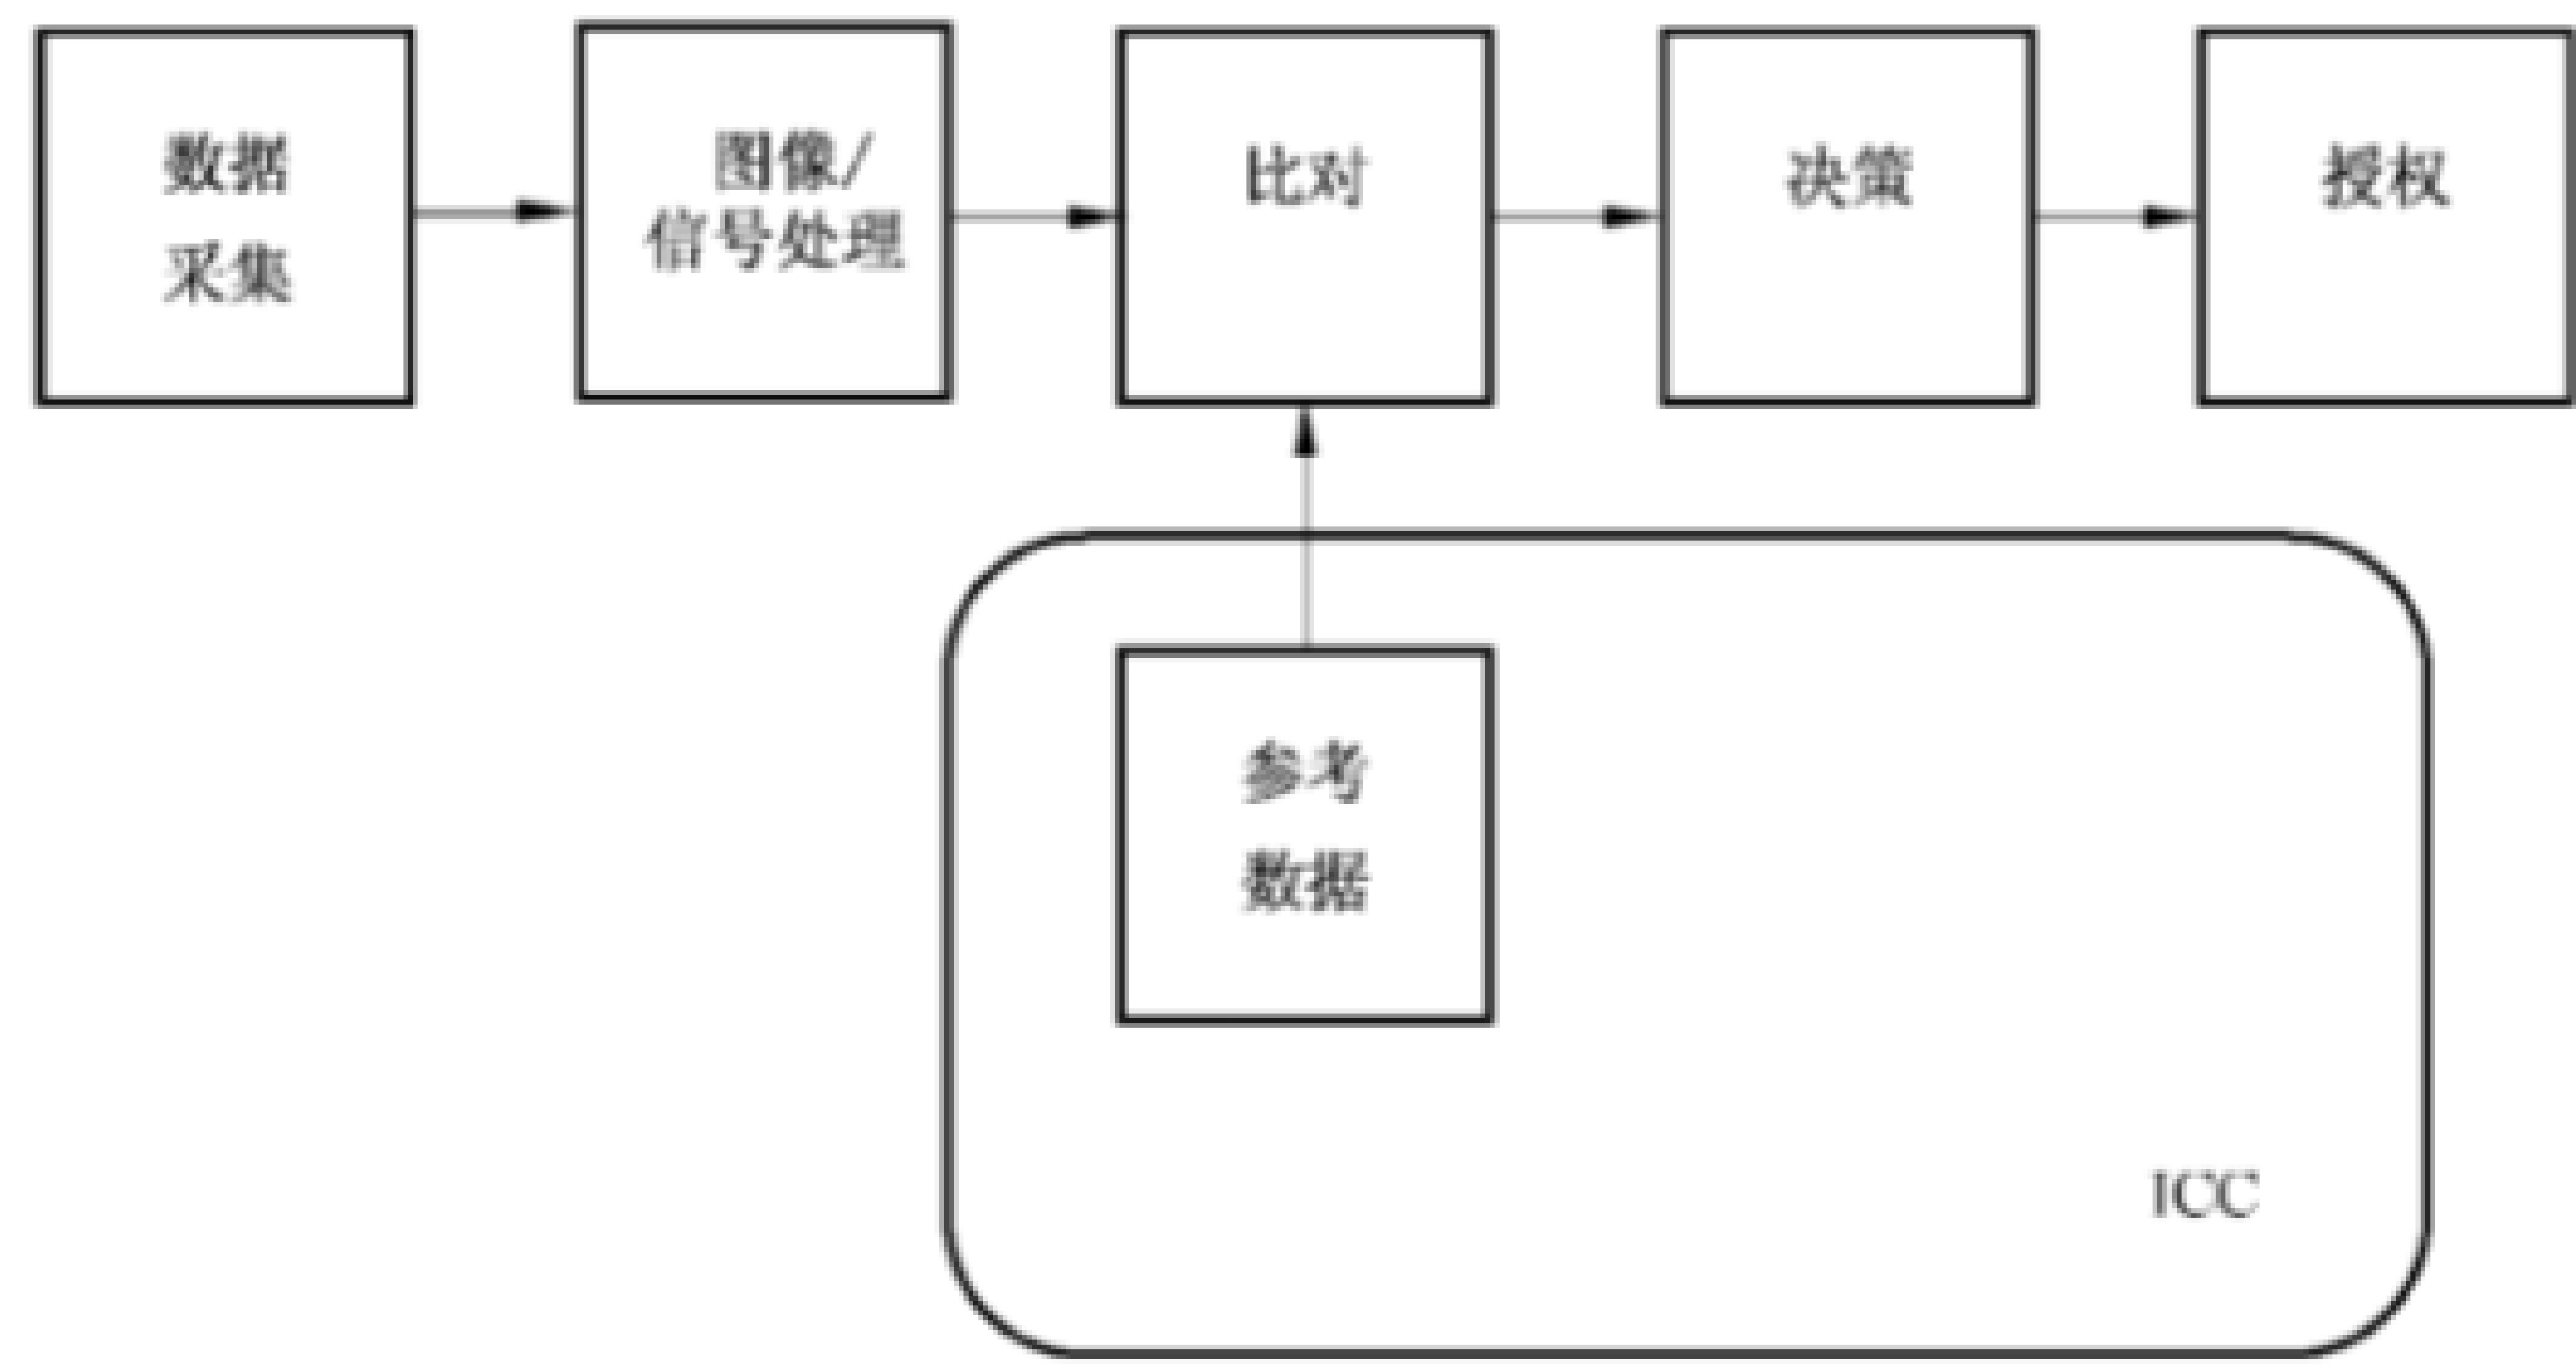 数据
采集
图像/
信号处理
比对
决策
授权
参考
数据
ICC